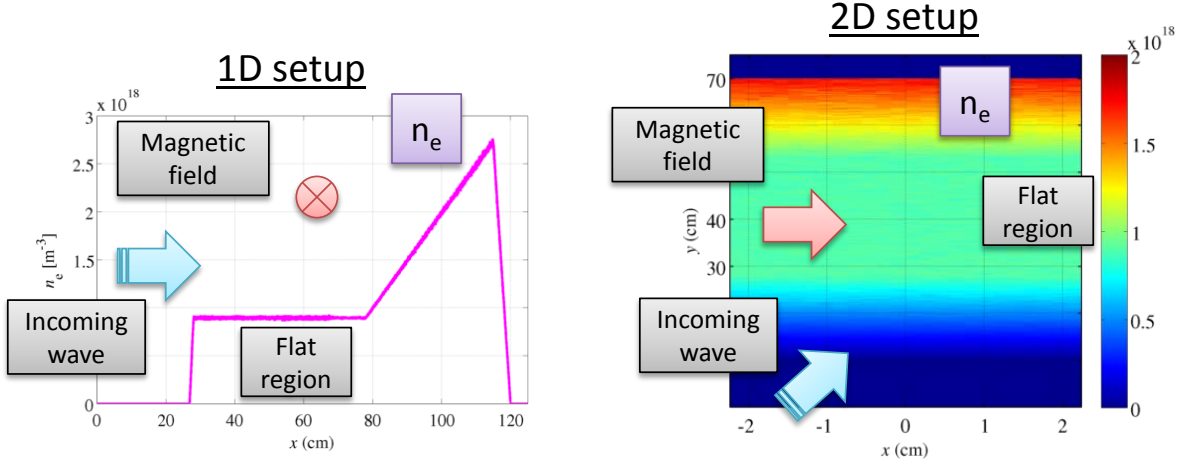 1D setup
x 10^18
3
2.5
2
1.5
1
0
n_e [m^-3]
0
20
40
60
80
100
120
x (cm)
Magnetic
field
n_e
Incoming
wave
Flat
region
2D setup
x 10^18
2
1.5
1
0.5
0
70
40
30
y (cm)
-2
-1
0
1
2
x (cm)
n_e
Magnetic
field
Flat
region
Incoming
wave